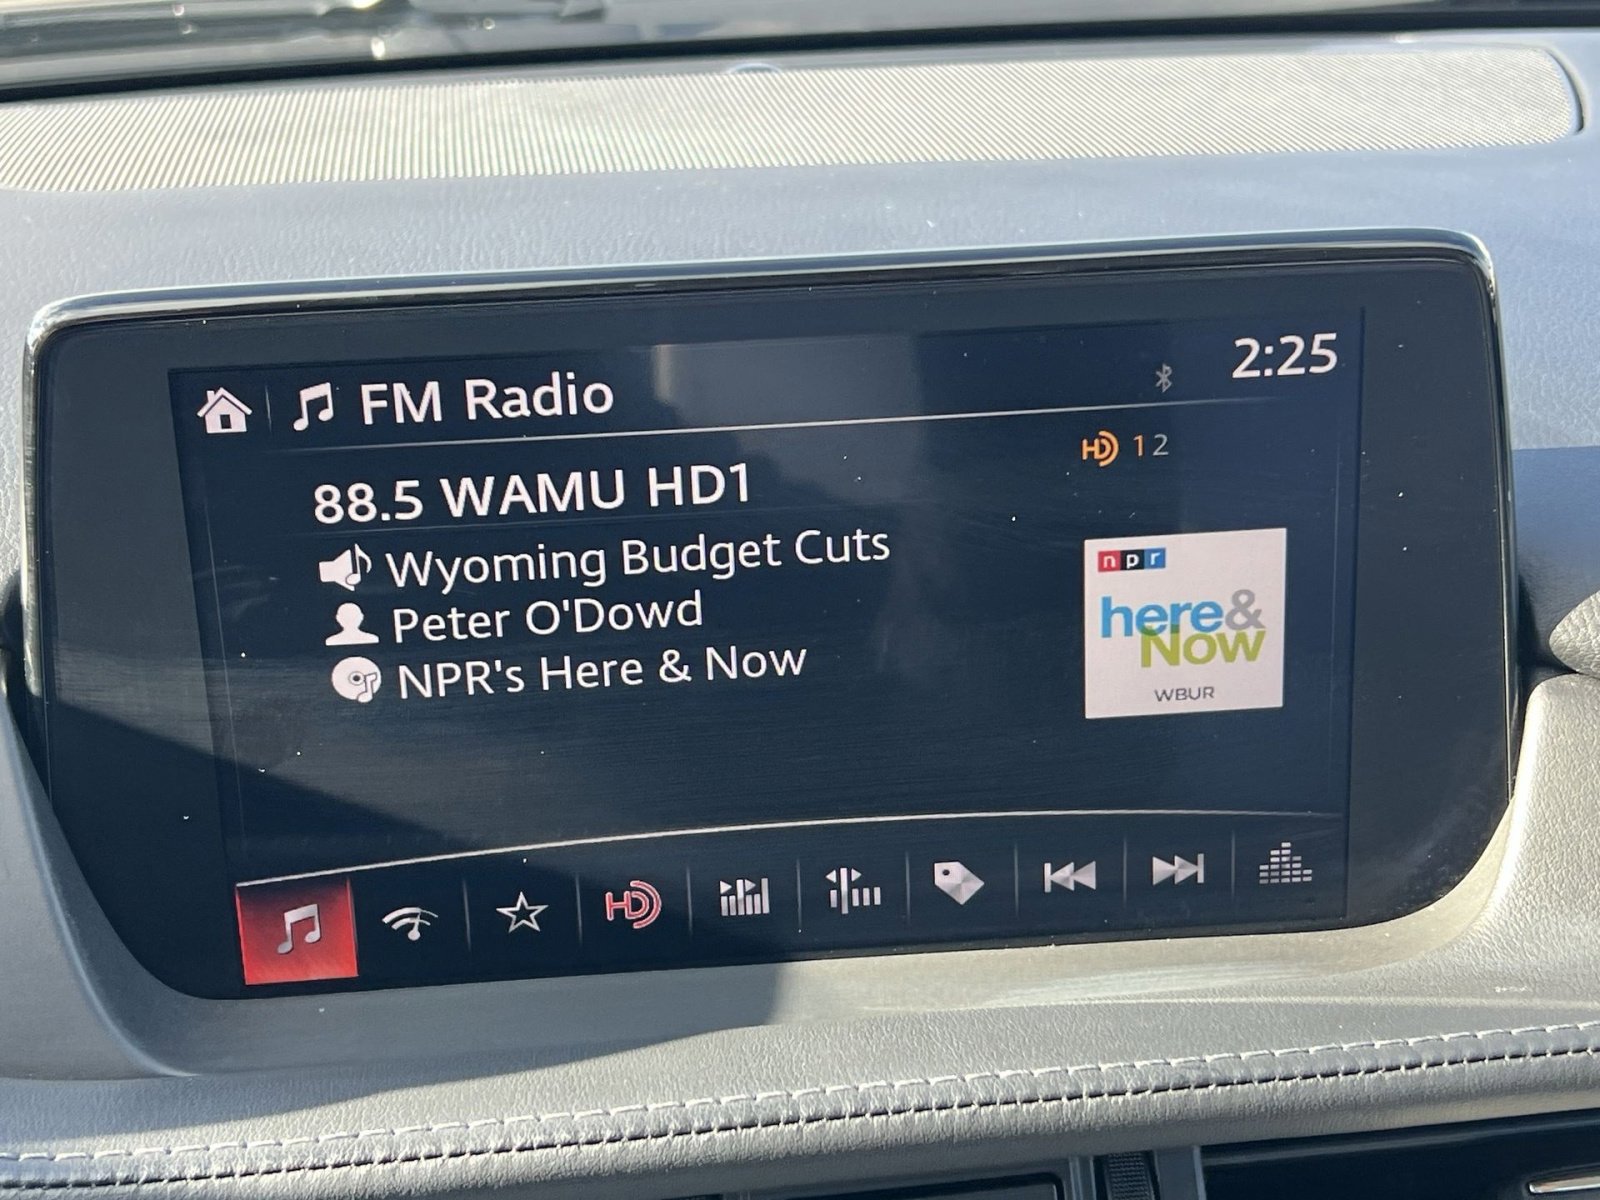 FM Radio
2:25
HD 1 2
88.5 WAMU HD1
Wyoming Budget Cuts
Peter O'Dowd
NPR's Here & Now
npr
here&
Now
WBUR
HD